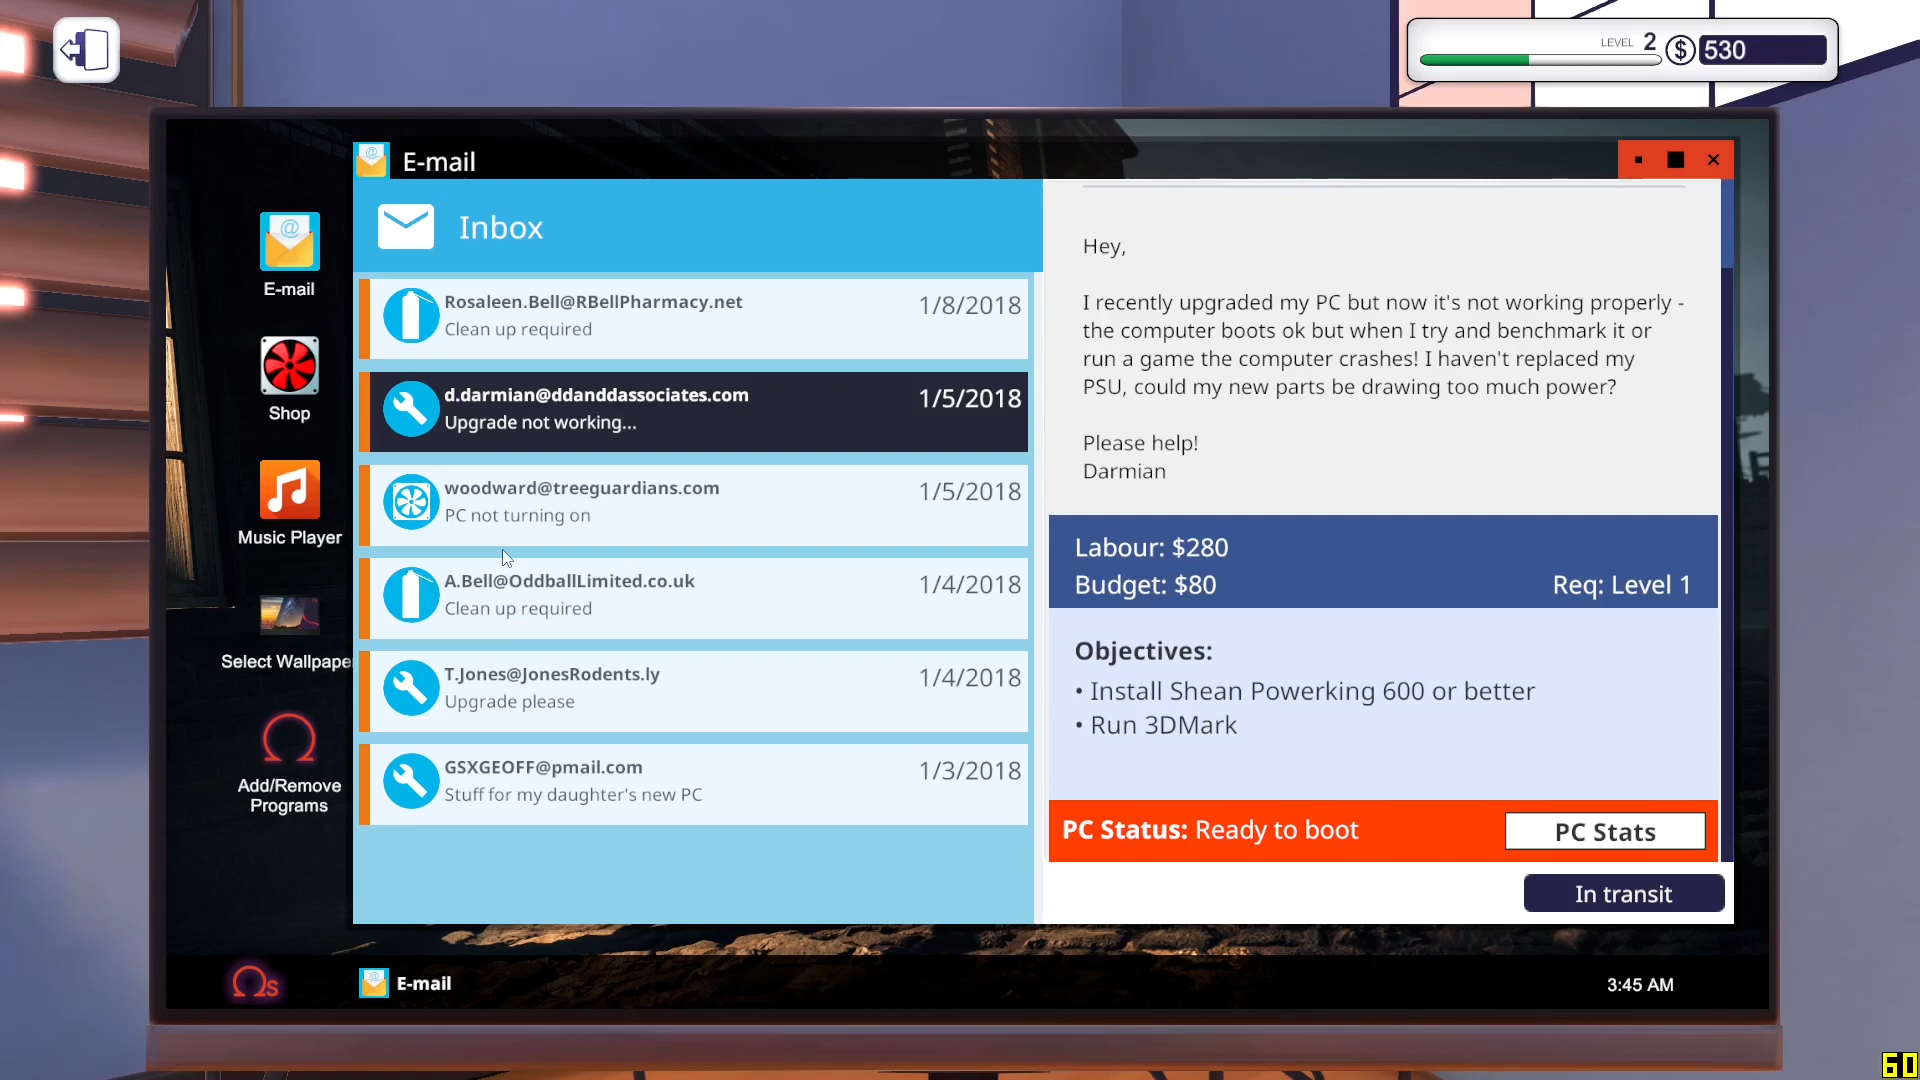 LEVEL 2
$ 530
E-mail
Inbox
E-mail
Shop
Music Player
Select Wallpape
Add/Remove
Programs
Rosaleen.Bell@RBellPharmacy.net 1/8/2018
Clean up required
d.darmian@ddanddassociates.com 1/5/2018
Upgrade not working...
woodward@treeguardians.com 1/5/2018
PC not turning on
A.Bell@OddballLimited.co.uk 1/4/2018
Clean up required
T.Jones@JonesRodents.ly 1/4/2018
Upgrade please
GSXGEOFF@pmail.com 1/3/2018
Stuff for my daughter's new PC
Hey,
I recently upgraded my PC but now it's not working properly -
the computer boots ok but when I try and benchmark it or
run a game the computer crashes! I haven't replaced my
PSU, could my new parts be drawing too much power?
Please help!
Darmian
Labour: $280
Budget: $80 Req: Level 1
Objectives:
• Install Shean Powerking 600 or better
• Run 3DMark
PC Status: Ready to boot PC Stats
In transit
Ωs E-mail 3:45 AM
60